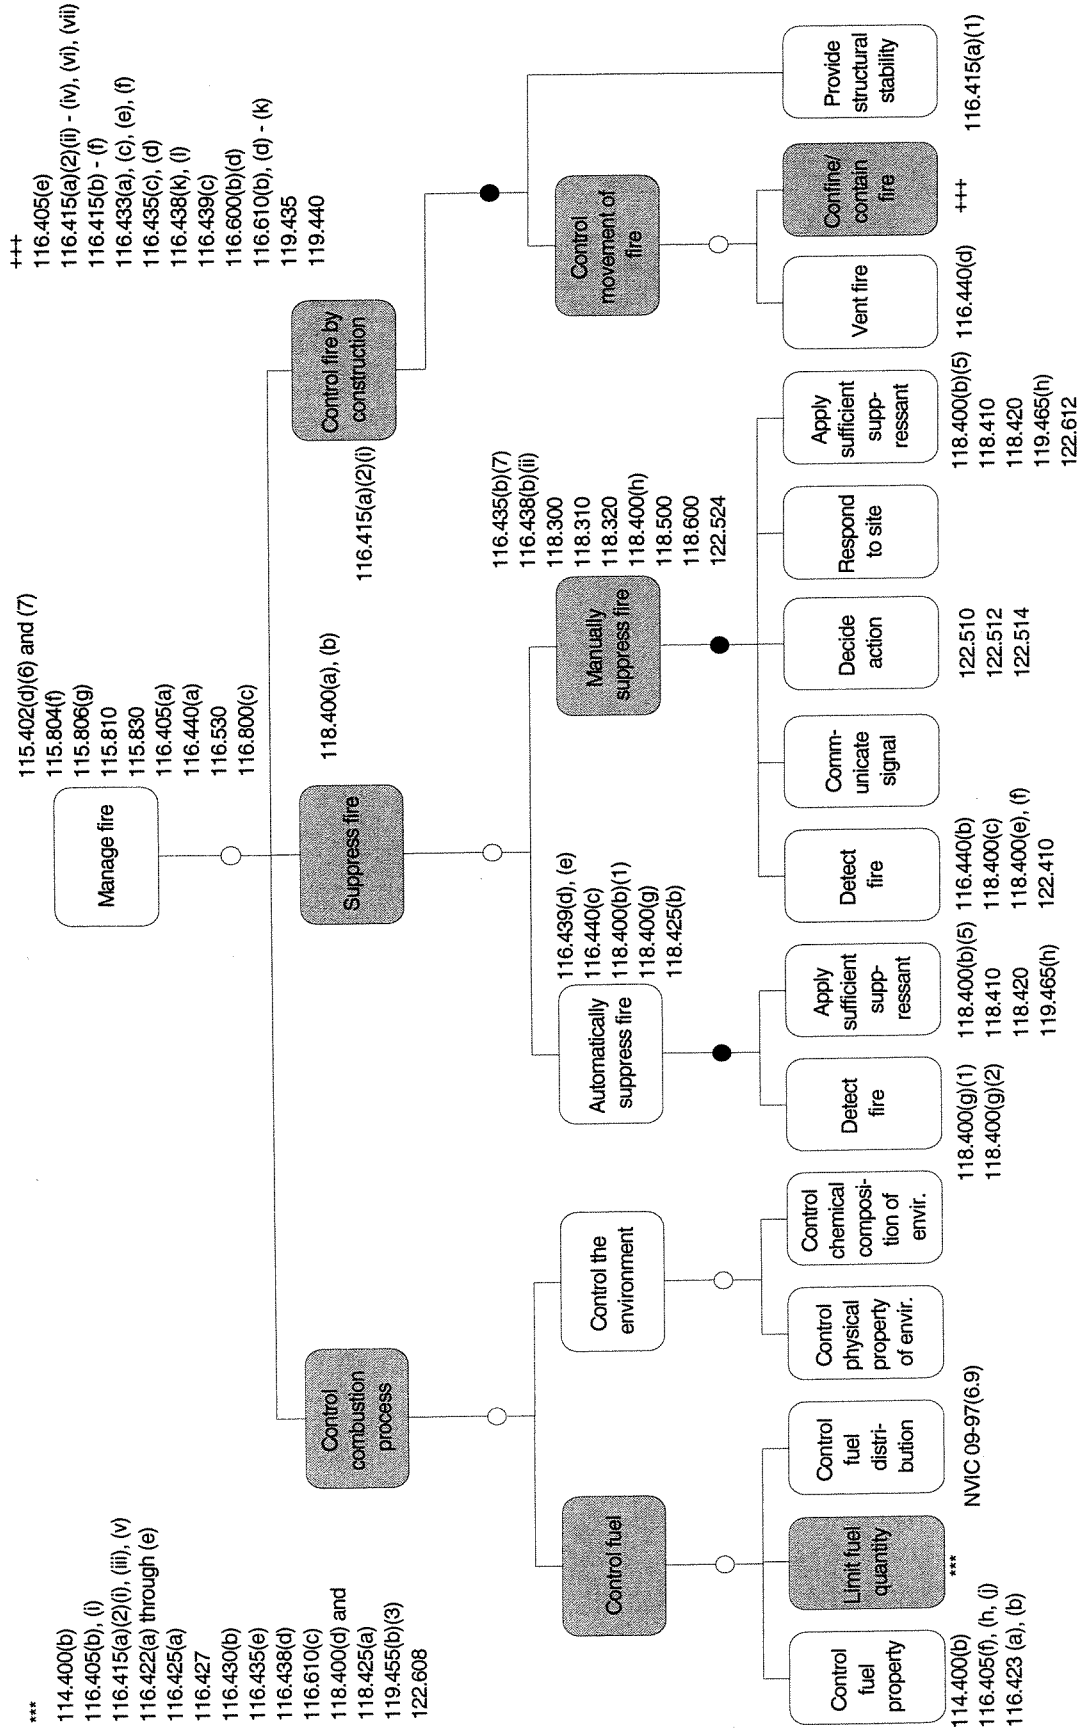 ***
114.400(b)
116.405(b), (i)
116.415(a)(2)(i), (iii), (v)
116.422(a) through (e)
116.425(a)
116.427
116.430(b)
116.435(e)
116.438(d)
116.610(c)
118.400(d) and
118.425(a)
119.455(b)(3)
122.608
Manage fire
115.402(d)(6) and (7)
115.804(f)
115.806(g)
115.810
115.830
116.405(a)
116.440(a)
116.530
116.800(c)
+++
116.405(e)
116.415(a)(2)(ii) - (iv), (vi), (vii)
116.415(b) - (f)
116.433(a), (c), (e), (f)
116.435(c), (d)
116.438(k), (l)
116.439(c)
116.600(b)(d)
116.610(b), (d) - (k)
119.435
119.440
Control
combustion
process
Suppress fire
118.400(a), (b)
Control fire by
construction
116.415(a)(2)(i)
Control fuel
Control the
environment
Automatically
suppress fire
116.439(d), (e)
116.440(c)
118.400(b)(1)
118.400(g)
118.425(b)
Manually
suppress fire
116.435(b)(7)
116.438(b)(ii)
118.300
118.310
118.320
118.400(h)
118.500
118.600
122.524
Control
movement of
fire
Control
fuel
property
114.400(b)
116.405(f), (h, (j)
116.423 (a), (b)
Limit fuel
quantity
***
Control
fuel
distri-
bution
NVIC 09-97(6.9)
Control
physical
property
of envir.
Control
chemical
composi-
tion of
envir.
Detect
fire
118.400(g)(1)
118.400(g)(2)
Apply
sufficient
supp-
ressant
118.400(b)(5)
118.410
118.420
119.465(h)
Detect
fire
116.440(b)
118.400(c)
118.400(e), (f)
122.410
Comm-
unicate
signal
Decide
action
122.510
122.512
122.514
Respond
to site
Apply
sufficient
supp-
ressant
118.400(b)(5)
118.410
118.420
119.465(h)
122.612
Vent fire
116.440(d)
Confine/
contain
fire
+++
Provide
structural
stability
116.415(a)(1)